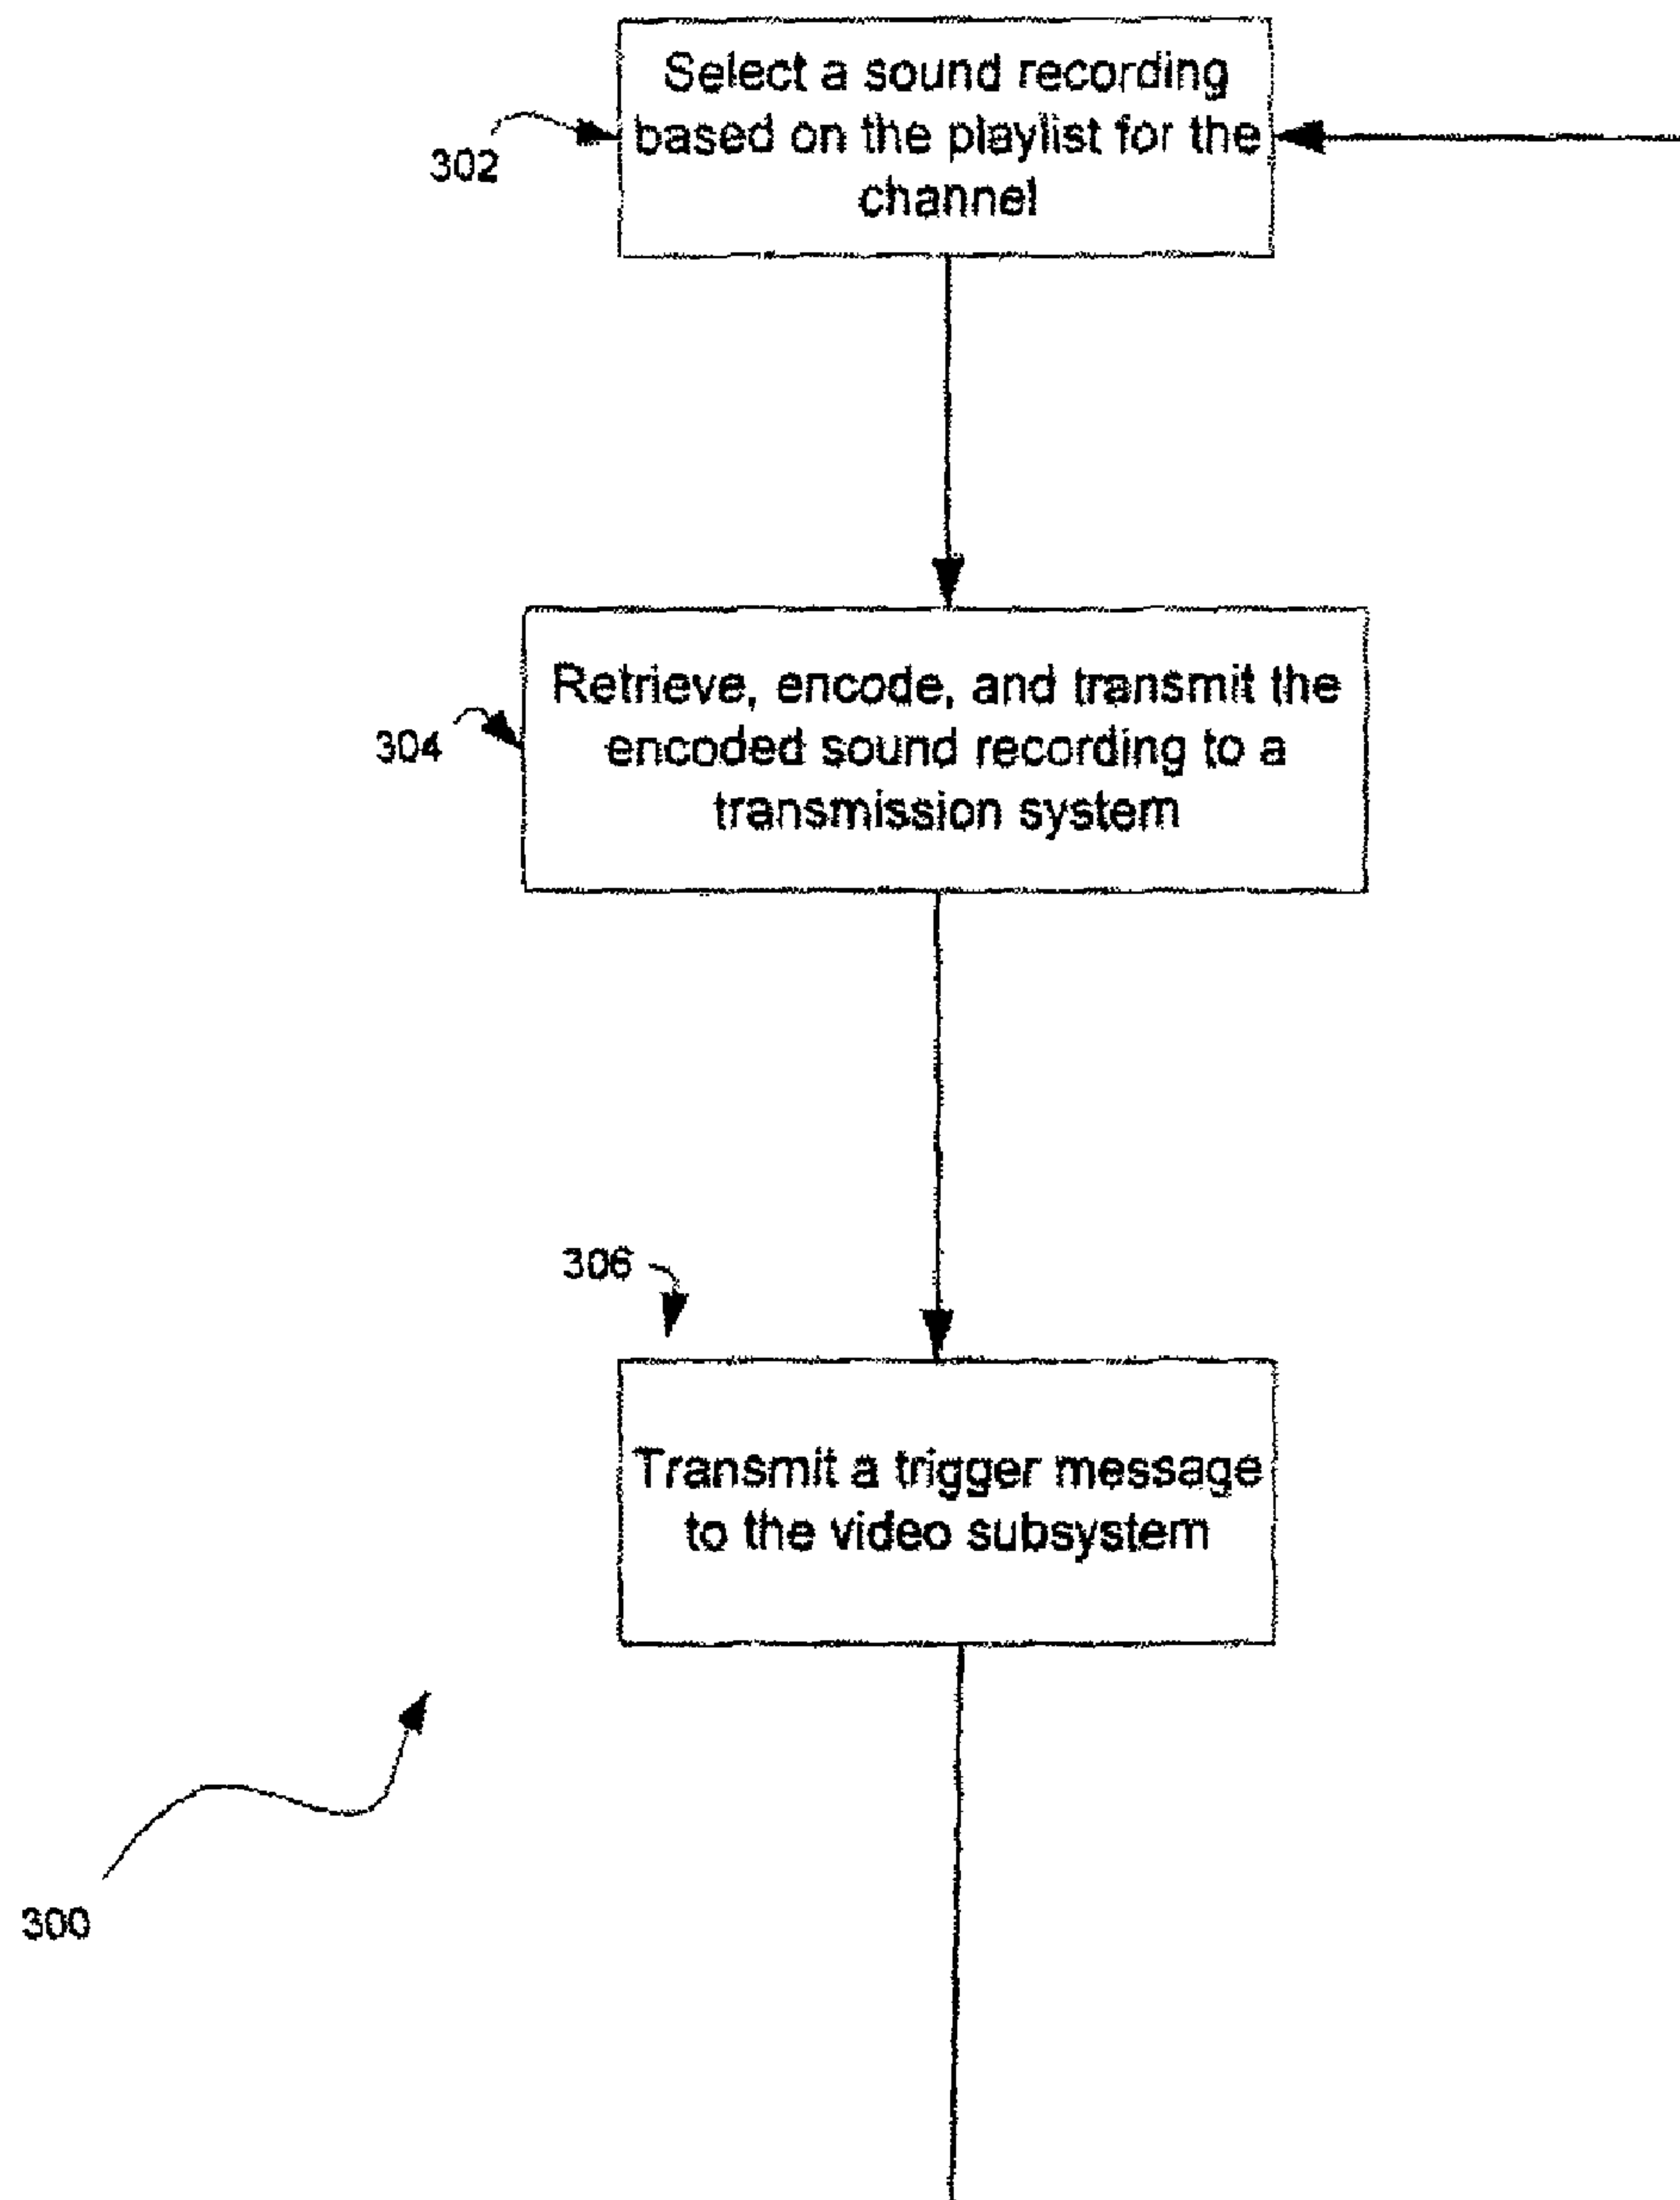 Select a sound recording
based on the playlist for the
channel
302
Retrieve, encode, and transmit the
encoded sound recording to a
transmission system
304
306
Transmit a trigger message
to the video subsystem
300